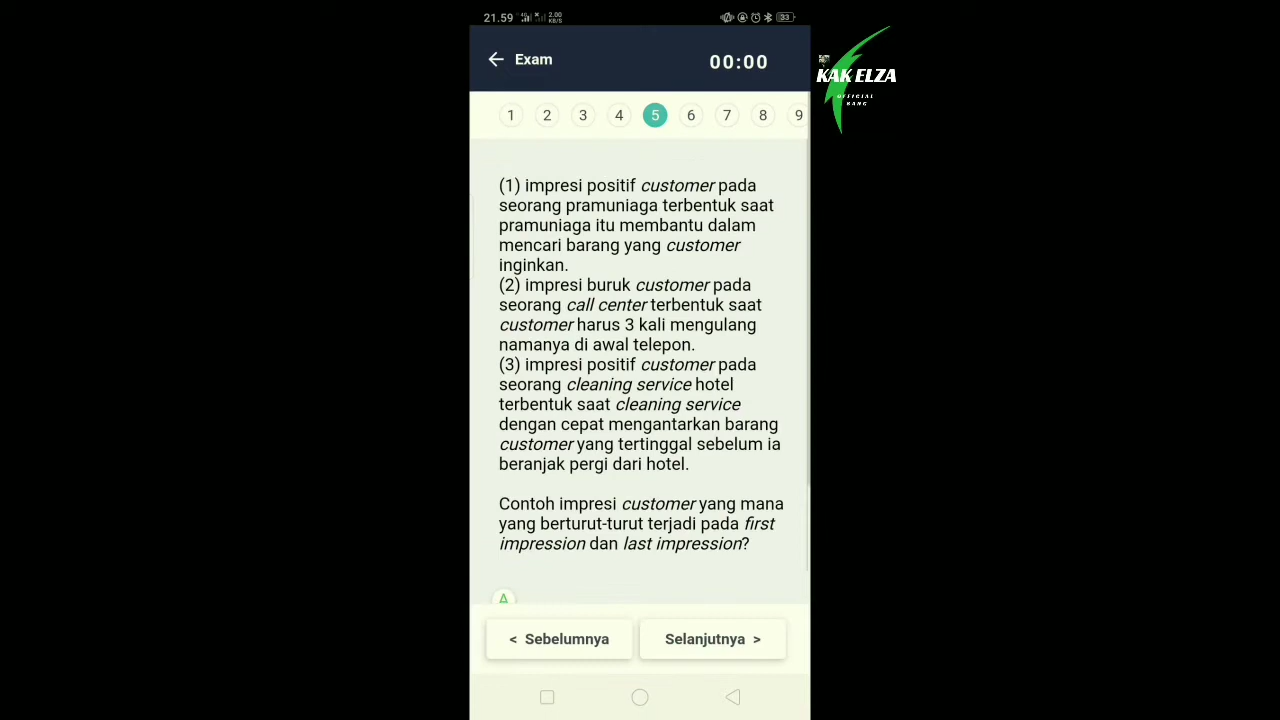 21.59 2.00 KB/S 33
← Exam 00:00
1 2 3 4 5 6 7 8 9
(1) impresi positif customer pada
seorang pramuniaga terbentuk saat
pramuniaga itu membantu dalam
mencari barang yang customer
inginkan.
(2) impresi buruk customer pada
seorang call center terbentuk saat
customer harus 3 kali mengulang
namanya di awal telepon.
(3) impresi positif customer pada
seorang cleaning service hotel
terbentuk saat cleaning service
dengan cepat mengantarkan barang
customer yang tertinggal sebelum ia
beranjak pergi dari hotel.
Contoh impresi customer yang mana
yang berturut-turut terjadi pada first
impression dan last impression?
A
< Sebelumnya Selanjutnya >
KAK ELZA
OFFICIAL